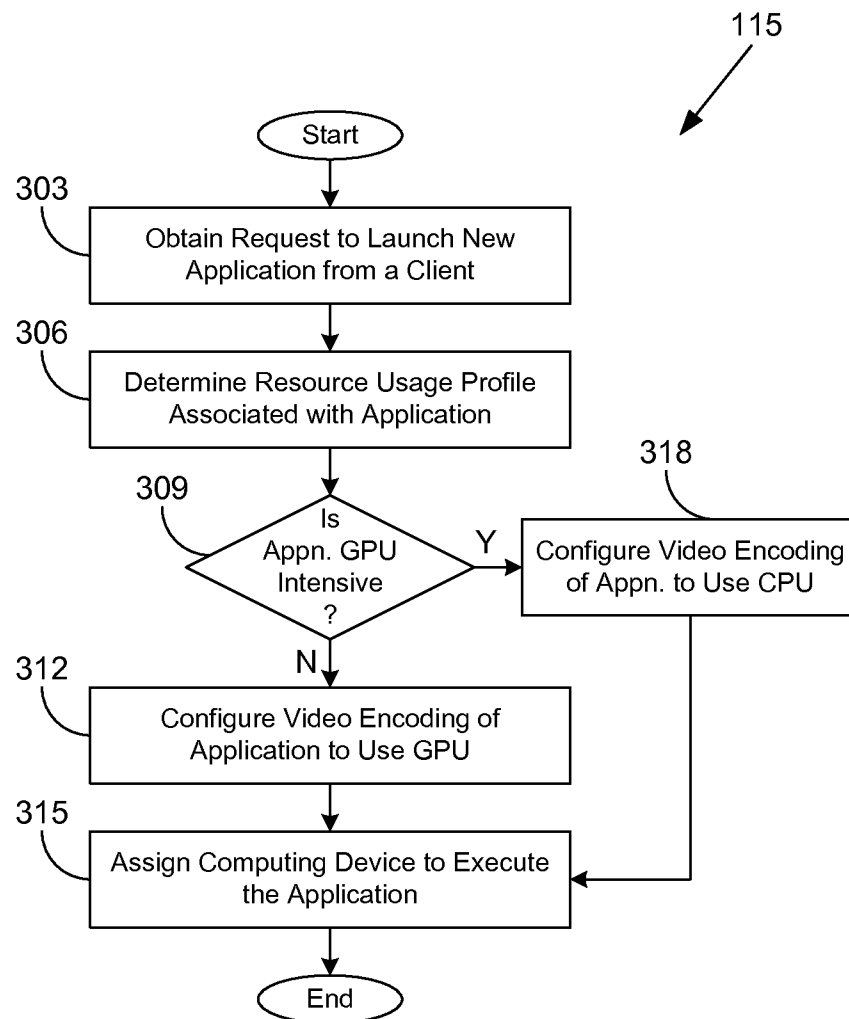 115
Start
303
Obtain Request to Launch New
Application from a Client
306
Determine Resource Usage Profile
Associated with Application
309
Is
Appn. GPU
Intensive
?
Y
318
Configure Video Encoding
of Appn. to Use CPU
N
312
Configure Video Encoding of
Application to Use GPU
315
Assign Computing Device to Execute
the Application
End